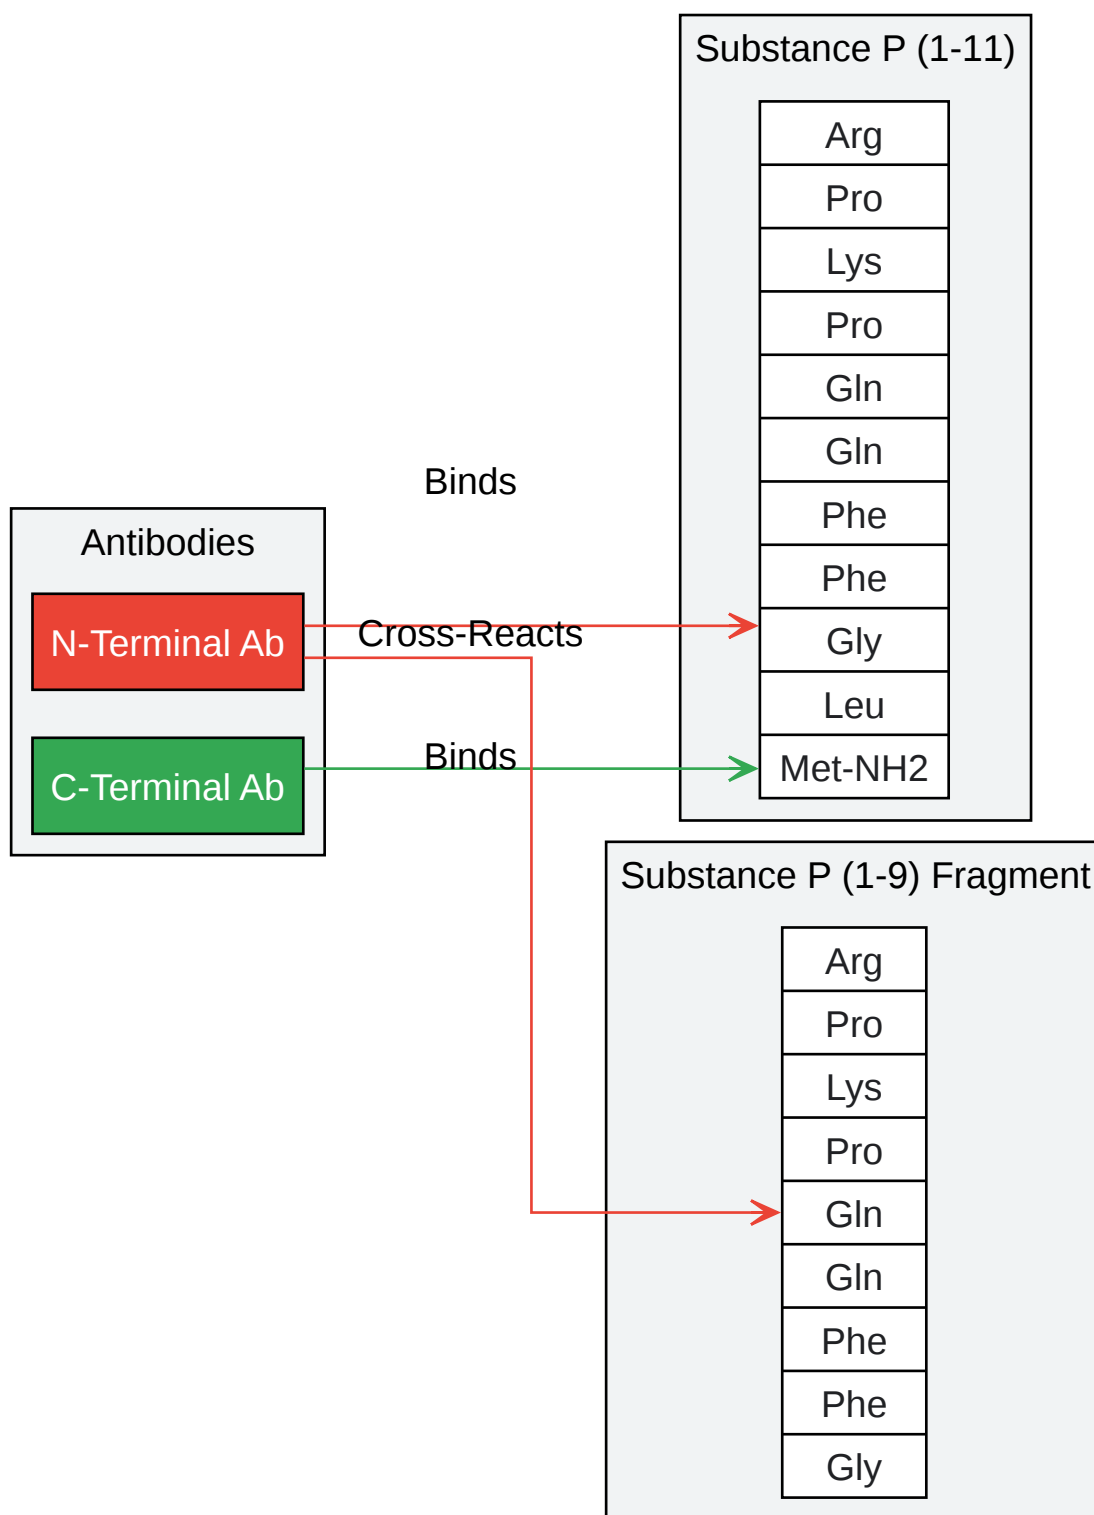 Substance P (1-11)
Arg
Pro
Lys
Pro
Gln
Gln
Phe
Phe
Gly
Leu
Met-NH2
Binds
Antibodies
N-Terminal Ab
Cross-Reacts
C-Terminal Ab
Binds
Substance P (1-9) Fragment
Arg
Pro
Lys
Pro
Gln
Gln
Phe
Phe
Gly